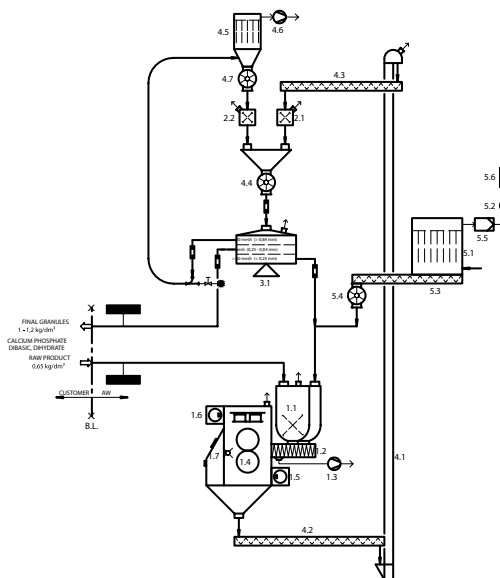 4.5
4.6
4.7
4.3
2.2
2.1
4.4
5.6
5.2
5.5
5.1
3.1
5.4
5.3
FINAL GRANULES
1 - 1,2 kg/dm³
CALCIUM PHOSPHATE
DIBASIC, DIHYDRATE
RAW PRODUCT
0,65 kg/dm³
CUSTOMER
AW
B.L.
1.6
1.1
1.7
1.4
1.2
1.5
1.3
4.1
4.2